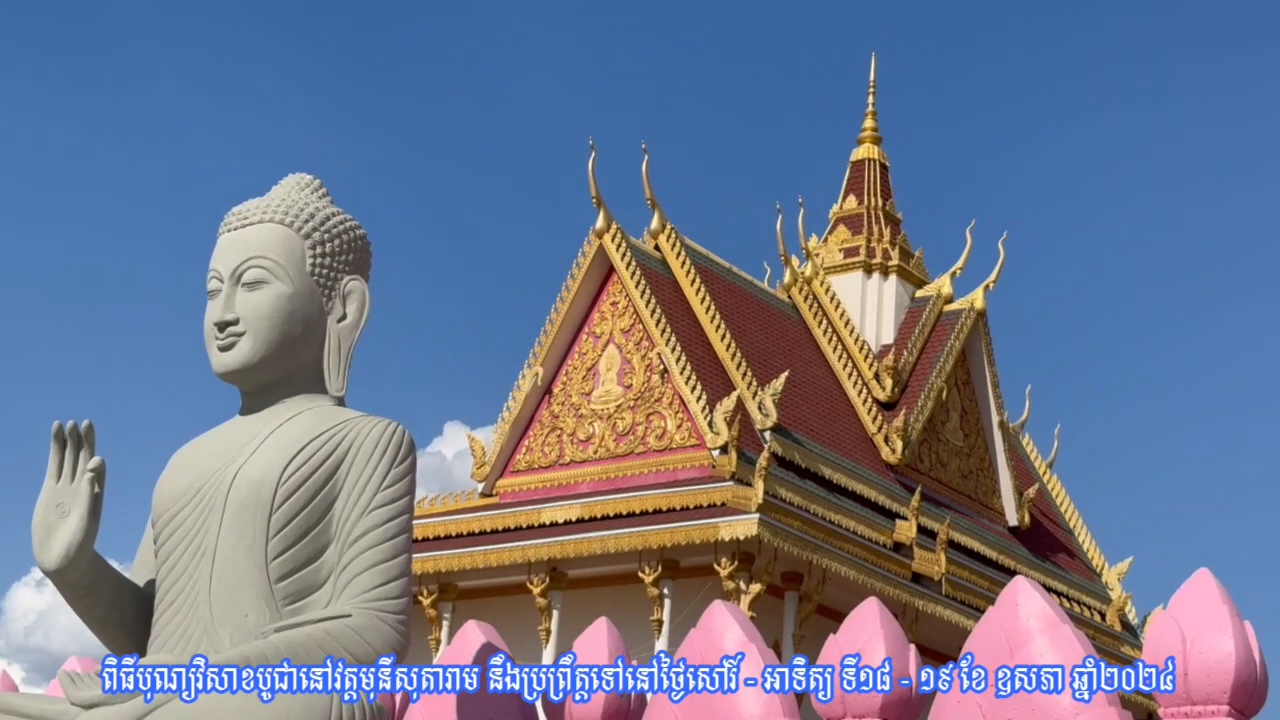 ពិធីបុណ្យវិសាខបូជានៅវត្តមុនីសុតារាម នឹងប្រព្រឹត្តទៅនៅថ្ងៃសៅរ៍ - អាទិត្យ ទី១៨ - ១៩ ខែ ឧសភា ឆ្នាំ២០២៤